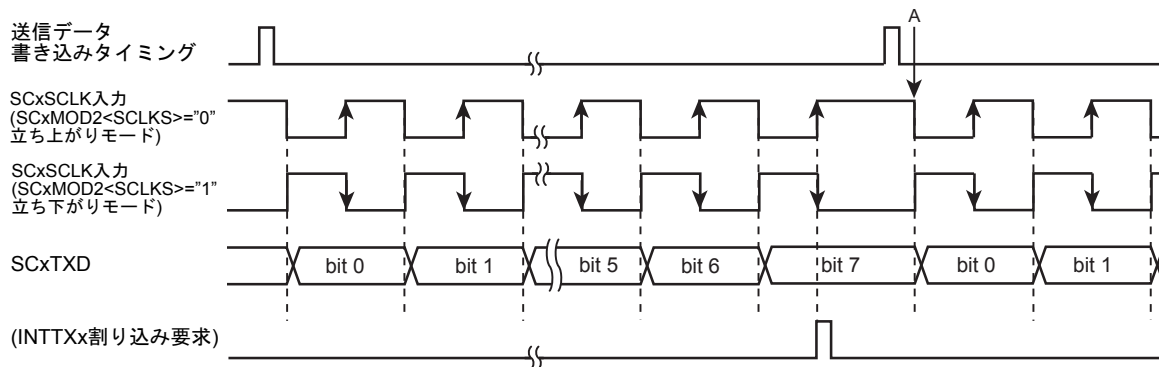 送信データ
書き込みタイミング
A
SCxSCLK入力
(SCxMOD2<SCLKS>="0"
立ち上がりモード)
SCxSCLK入力
(SCxMOD2<SCLKS>="1"
立ち下がりモード)
SCxTXD
bit 0
bit 1
bit 5
bit 6
bit 7
bit 0
bit 1
(INTTXx割り込み要求)